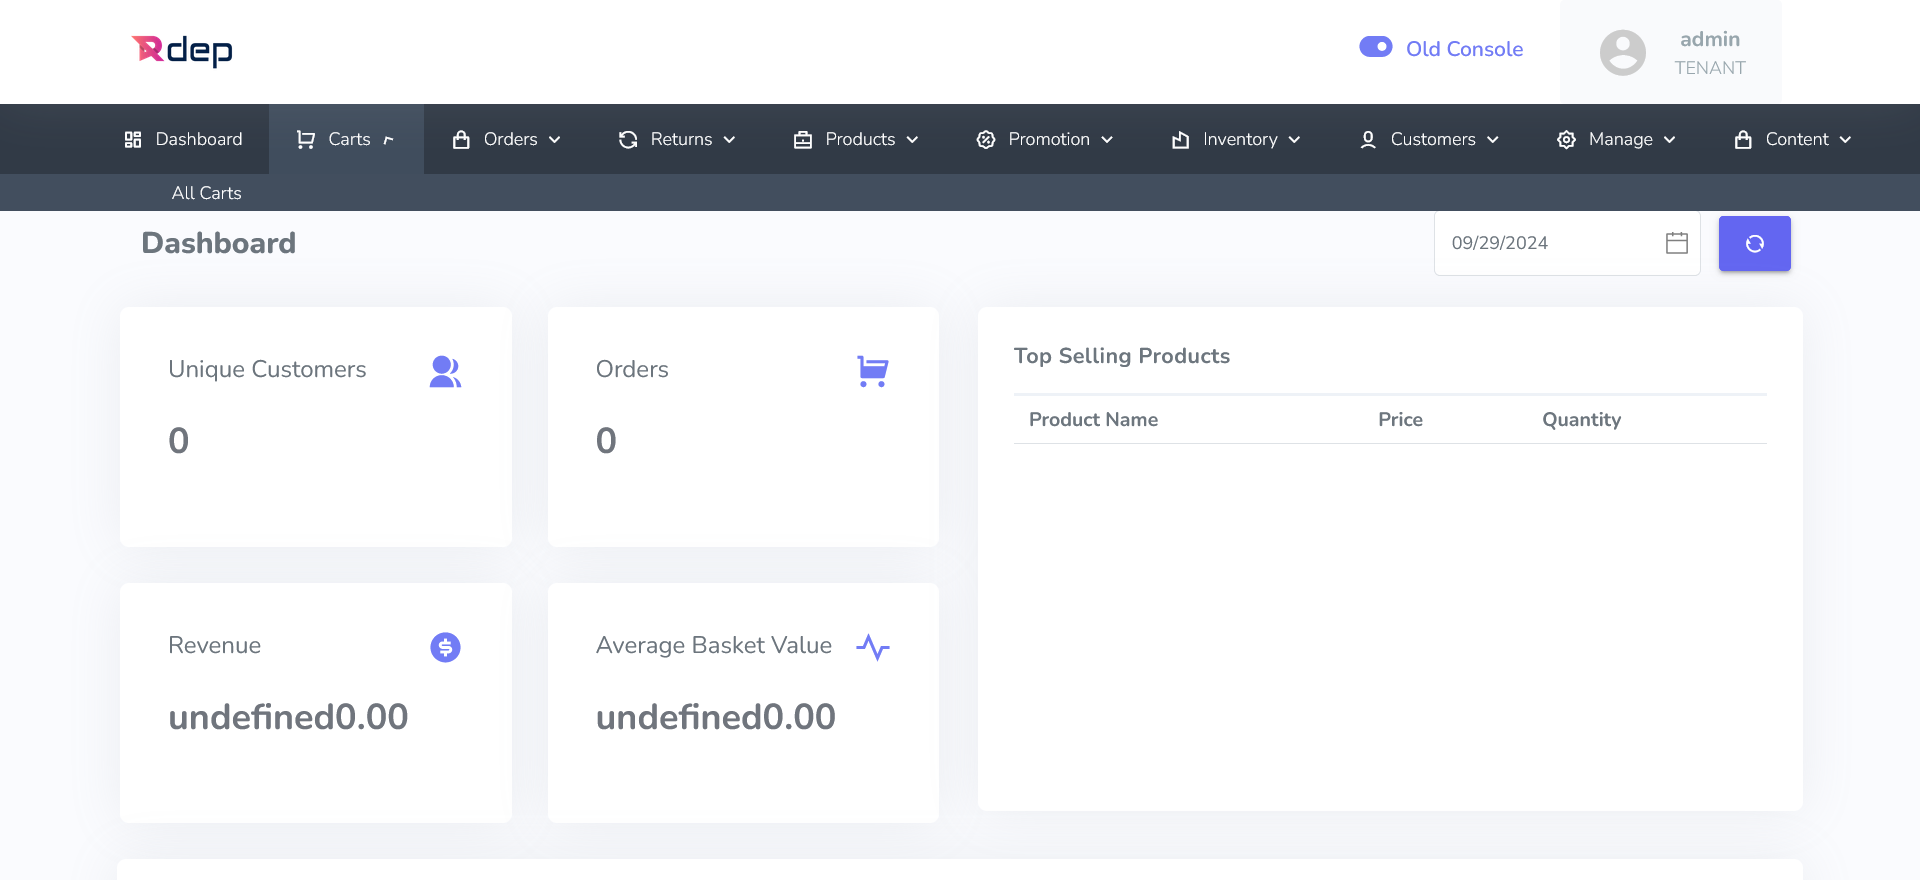 Rdep
Old Console
admin
TENANT
Dashboard Carts Orders Returns Products Promotion Inventory Customers Manage Content
All Carts
Dashboard
09/29/2024
Unique Customers
0
Orders
0
Top Selling Products
Product Name Price Quantity
Revenue
undefined0.00
Average Basket Value
undefined0.00